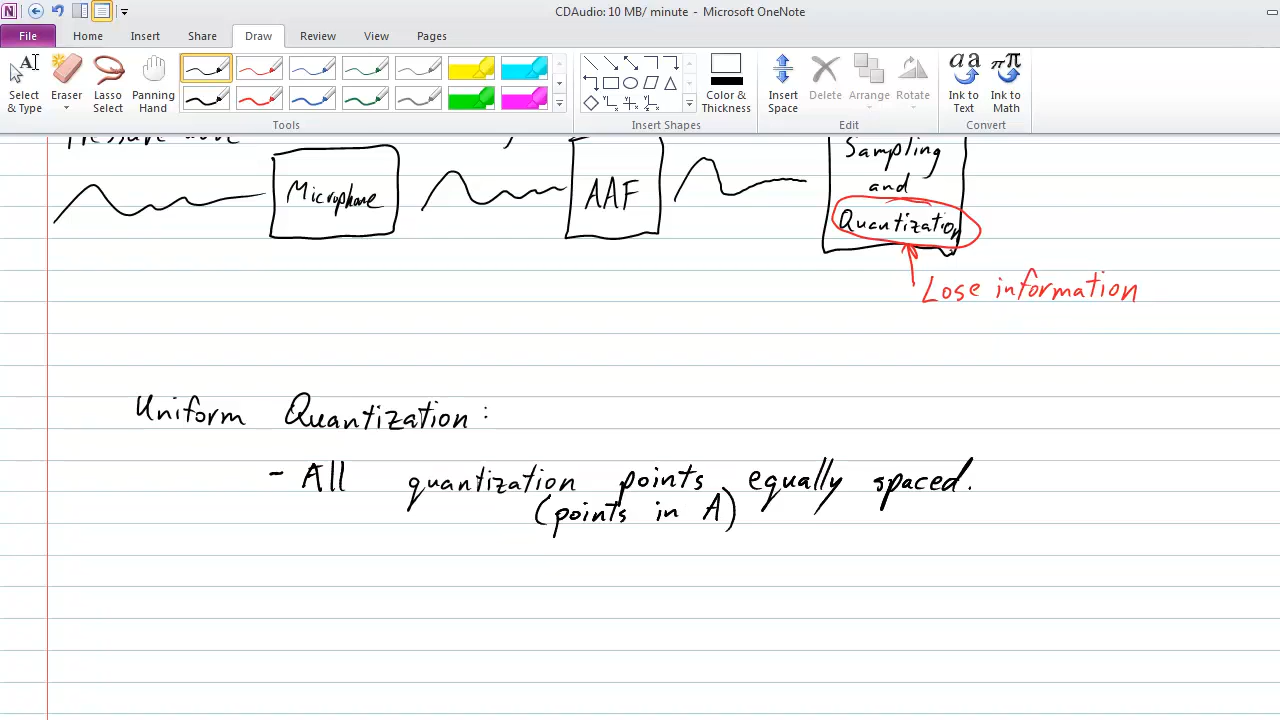 CDAudio: 10 MB/ minute - Microsoft OneNote
File Home Insert Share Draw Review View Pages
Select & Type
Eraser
Lasso Select
Panning Hand
Color & Thickness
Insert Space
Delete
Arrange
Rotate
Ink to Text
Ink to Math
Tools
Insert Shapes
Edit
Convert
Microphone
AAF
Sampling
and
Quantization
Lose information
Uniform Quantization:
- All quantization points equally spaced.
(points in A)